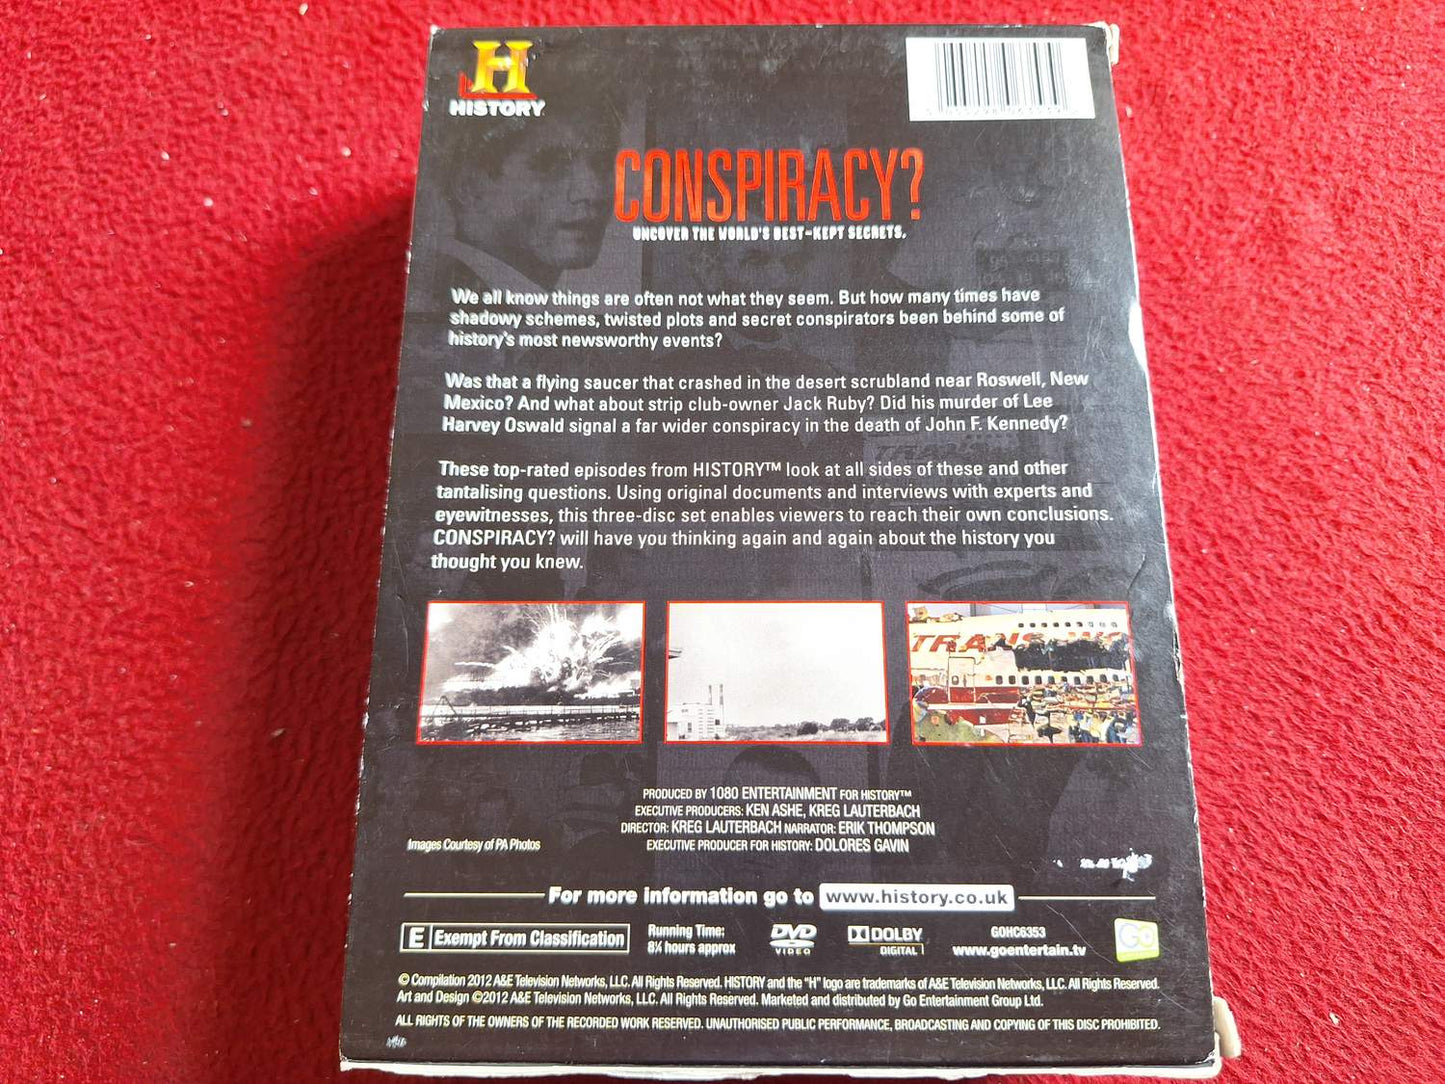 H
HISTORY
CONSPIRACY?
UNCOVER THE WORLD'S BEST-KEPT SECRETS.
We all know things are often not what they seem. But how many times have
shadowy schemes, twisted plots and secret conspirators been behind some of
history's most newsworthy events?
Was that a flying saucer that crashed in the desert scrubland near Roswell, New
Mexico? And what about strip club-owner Jack Ruby? Did his murder of Lee
Harvey Oswald signal a far wider conspiracy in the death of John F. Kennedy?
These top-rated episodes from HISTORY™ look at all sides of these and other
tantalising questions. Using original documents and interviews with experts and
eyewitnesses, this three-disc set enables viewers to reach their own conclusions.
CONSPIRACY? will have you thinking again and again about the history you
thought you knew.
TRANS WO
PRODUCED BY 1080 ENTERTAINMENT FOR HISTORY™
EXECUTIVE PRODUCERS: KEN ASHE, KREG LAUTERBACH
DIRECTOR: KREG LAUTERBACH NARRATOR: ERIK THOMPSON
EXECUTIVE PRODUCER FOR HISTORY: DOLORES GAVIN
Images Courtesy of PA Photos
For more information go to www.history.co.uk
E Exempt From Classification
Running Time:
8¼ hours approx
DVD
VIDEO
DOLBY
DIGITAL
GOHC6353
www.goentertain.tv
Go
© Compilation 2012 A&E Television Networks, LLC. All Rights Reserved. HISTORY and the "H" logo are trademarks of A&E Television Networks, LLC. All Rights Reserved.
Art and Design ©2012 A&E Television Networks, LLC. All Rights Reserved. Marketed and distributed by Go Entertainment Group Ltd.
ALL RIGHTS OF THE OWNERS OF THE RECORDED WORK RESERVED. UNAUTHORISED PUBLIC PERFORMANCE, BROADCASTING AND COPYING OF THIS DISC PROHIBITED.